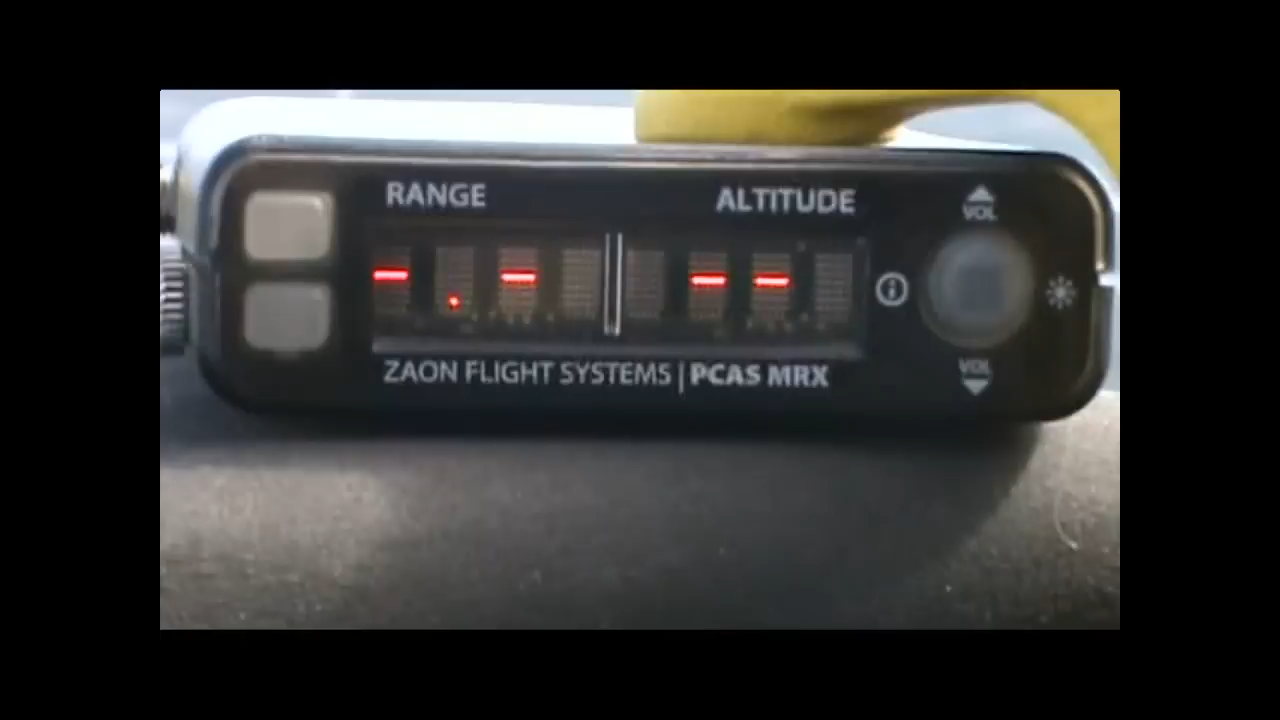 RANGE ALTITUDE
VOL
-.- --
ZAON FLIGHT SYSTEMS | PCAS MRX
VOL